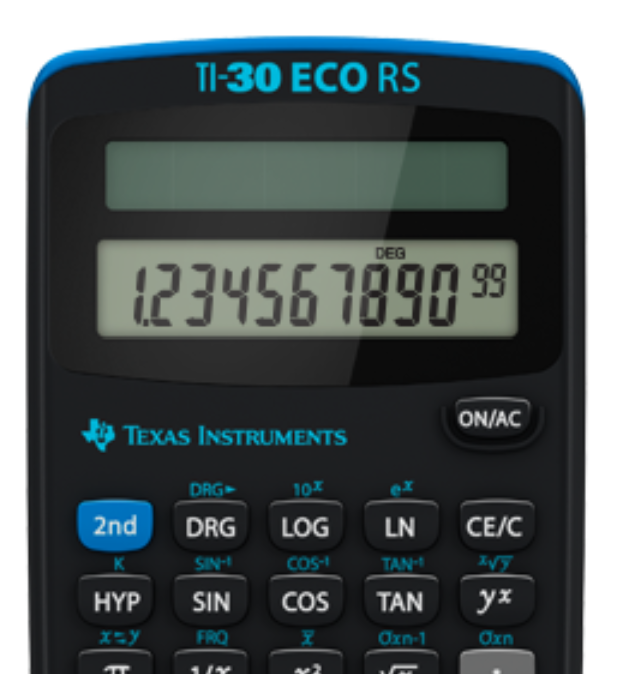 TI-30 ECO RS
DEG
1.234567890 99
TEXAS INSTRUMENTS
ON/AC
DRG► 10ˣ eˣ
2nd DRG LOG LN CE/C
K SIN⁻¹ COS⁻¹ TAN⁻¹ ˣ√y
HYP SIN COS TAN yˣ
x⇆y FRQ x̅ σxn-1 σxn
π 1/x x² √x ÷